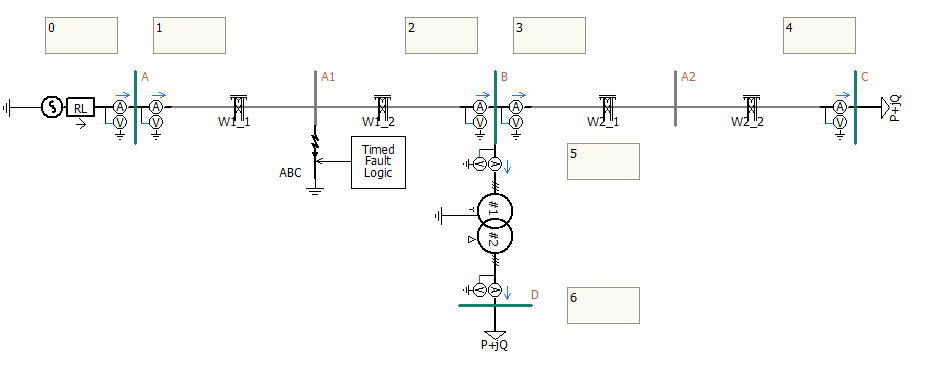 0
1
2
3
4
A
A1
B
A2
C
S
RL
A
A
A
A
A
V
V
V
V
V
W1_1
W1_2
W2_1
W2_2
P+jQ
ABC
Timed
Fault
Logic
5
V
A
#1
#2
V
A
D
6
P+jQ